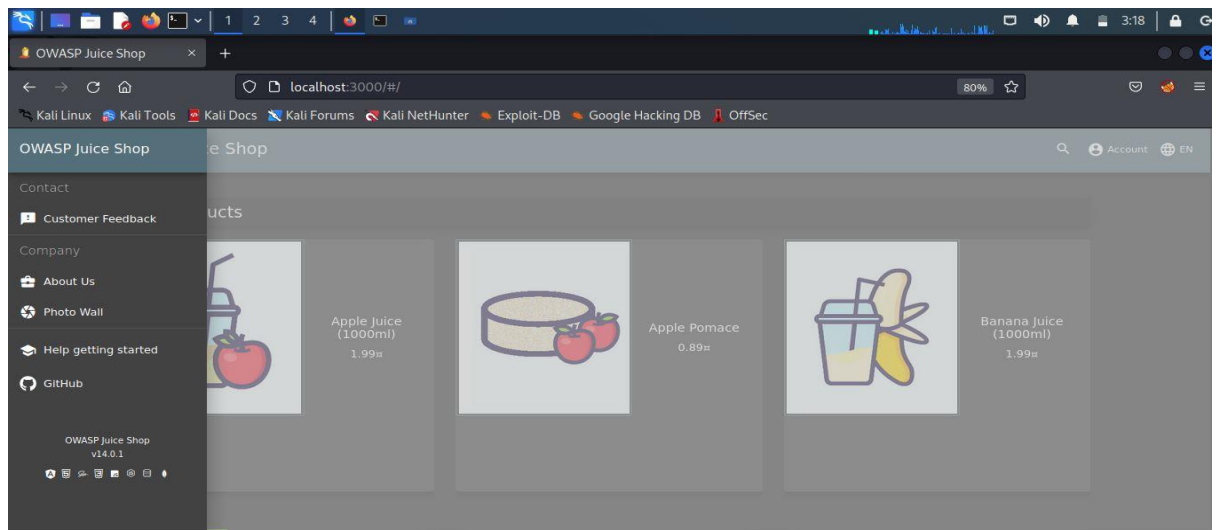 1 2 3 4
3:18
OWASP Juice Shop
localhost:3000/#/
80%
Kali Linux Kali Tools Kali Docs Kali Forums Kali NetHunter Exploit-DB Google Hacking DB OffSec
OWASP Juice Shop
e Shop
Account EN
Contact
Customer Feedback
Company
About Us
Photo Wall
Help getting started
GitHub
OWASP Juice Shop
v14.0.1
ucts
Apple Juice
(1000ml)
1.99¤
Apple Pomace
0.89¤
Banana Juice
(1000ml)
1.99¤